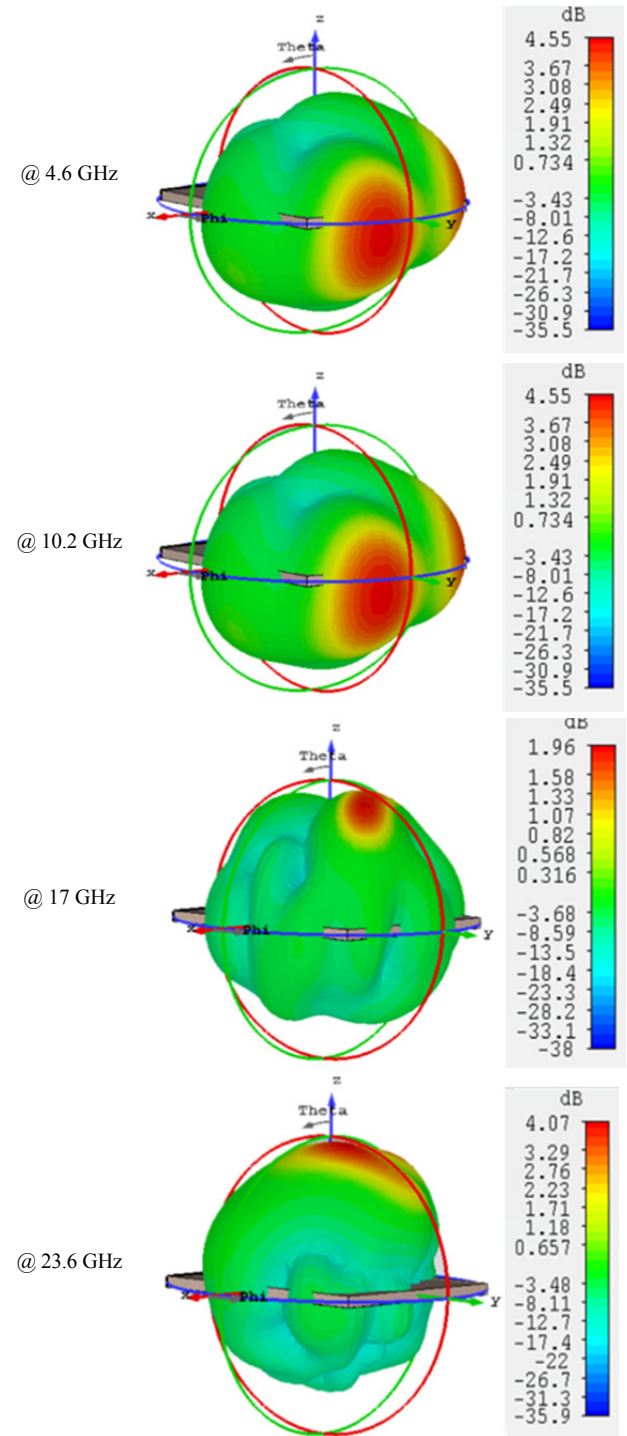 dB
z
Theta
4.55
3.67
3.08
2.49
1.91
1.32
0.734
-3.43
-8.01
-12.6
-17.2
-21.7
-26.3
-30.9
-35.5
@ 4.6 GHz
x
Phi
Y
dB
z
Theta
4.55
3.67
3.08
2.49
1.91
1.32
0.734
-3.43
-8.01
-12.6
-17.2
-21.7
-26.3
-30.9
-35.5
@ 10.2 GHz
x
Phi
Y
dB
z
Theta
1.96
1.58
1.33
1.07
0.82
0.568
0.316
-3.68
-8.59
-13.5
-18.4
-23.3
-28.2
-33.1
-38
@ 17 GHz
x
Phi
Y
dB
z
Theta
4.07
3.29
2.76
2.23
1.71
1.18
0.657
-3.48
-8.11
-12.7
-17.4
-22
-26.7
-31.3
-35.9
@ 23.6 GHz
x
Phi
Y